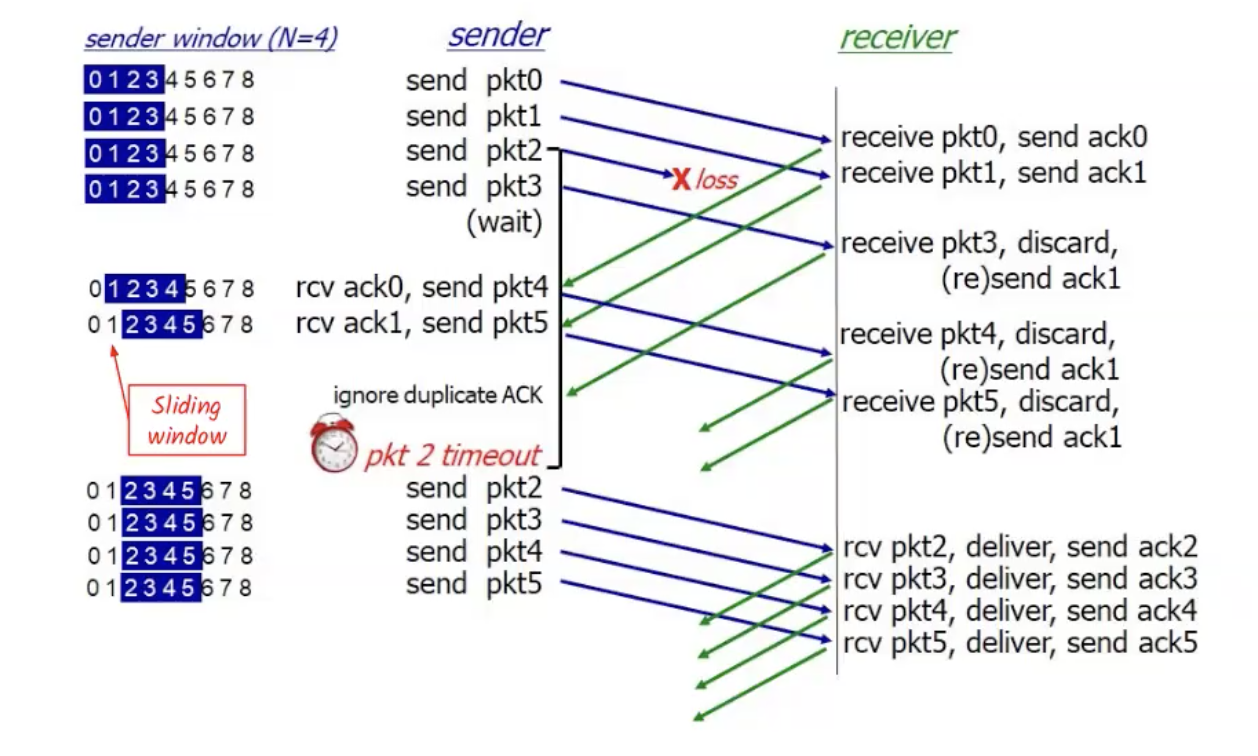 sender window (N=4) sender receiver
0 1 2 3 4 5 6 7 8 send pkt0
0 1 2 3 4 5 6 7 8 send pkt1
receive pkt0, send ack0
0 1 2 3 4 5 6 7 8 send pkt2
X loss
receive pkt1, send ack1
0 1 2 3 4 5 6 7 8 send pkt3
(wait)
receive pkt3, discard,
(re)send ack1
0 1 2 3 4 5 6 7 8 rcv ack0, send pkt4
0 1 2 3 4 5 6 7 8 rcv ack1, send pkt5
receive pkt4, discard,
(re)send ack1
Sliding
window
ignore duplicate ACK
receive pkt5, discard,
(re)send ack1
pkt 2 timeout
0 1 2 3 4 5 6 7 8 send pkt2
0 1 2 3 4 5 6 7 8 send pkt3
0 1 2 3 4 5 6 7 8 send pkt4
0 1 2 3 4 5 6 7 8 send pkt5
rcv pkt2, deliver, send ack2
rcv pkt3, deliver, send ack3
rcv pkt4, deliver, send ack4
rcv pkt5, deliver, send ack5